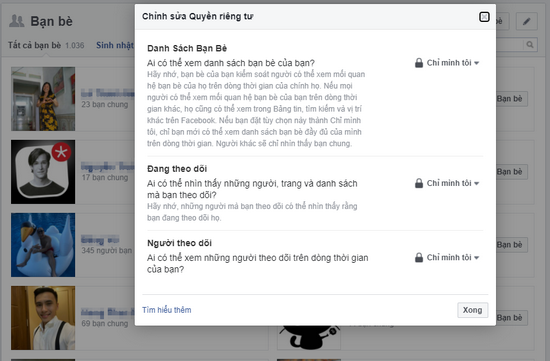 Bạn bè
Tất cả bạn bè 1.036
Sinh nhật
23 bạn chung
17 bạn chung
345 người bạn
69 bạn chung
Chỉnh sửa Quyền riêng tư
Danh Sách Bạn Bè
Ai có thể xem danh sách bạn bè của bạn?
Chỉ mình tôi
Hãy nhớ, bạn bè của bạn kiểm soát người có thể xem mối quan
hệ bạn bè của họ trên dòng thời gian của chính họ. Nếu mọi
người có thể xem mối quan hệ bạn bè của bạn trên dòng thời
gian khác, họ cũng có thể xem trong Bảng tin, tìm kiếm và vị trí
khác trên Facebook. Nếu bạn đặt tùy chọn này thành Chỉ mình
tôi, chỉ bạn mới có thể xem danh sách bạn bè đầy đủ của mình
trên dòng thời gian. Người khác sẽ chỉ nhìn thấy bạn chung.
Đang theo dõi
Ai có thể nhìn thấy những người, trang và danh sách
mà bạn theo dõi?
Chỉ mình tôi
Hãy nhớ, những người mà bạn theo dõi có thể nhìn thấy rằng
bạn đang theo dõi họ.
Người theo dõi
Ai có thể xem những người theo dõi trên dòng thời gian
của bạn?
Chỉ mình tôi
Tìm hiểu thêm
Xong
bè
Bạn bè
Bạn bè
Bạn bè
Bạn bè